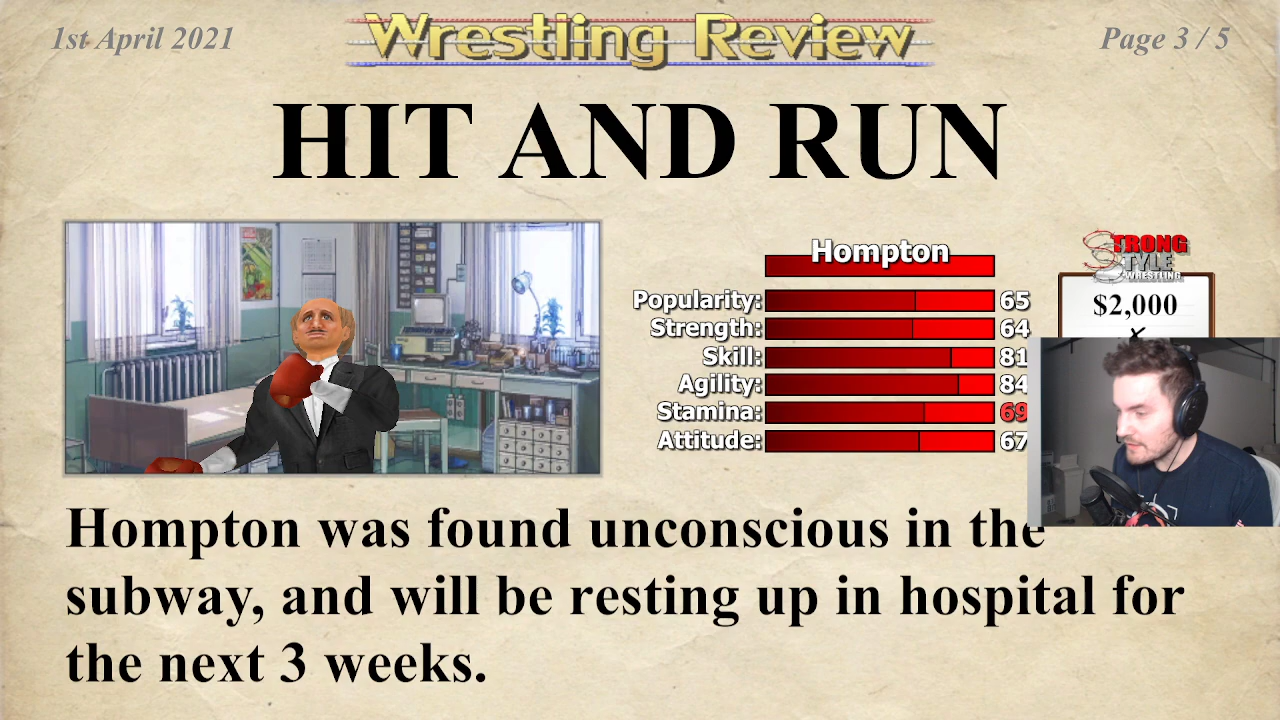 1st April 2021
Wrestling Review
Page 3 / 5
HIT AND RUN
Hompton
Popularity: 65
Strength: 64
Skill: 81
Agility: 84
Stamina: 69
Attitude: 67
STRONG
STYLE
WRESTLING
$2,000
Hompton was found unconscious in the
subway, and will be resting up in hospital for
the next 3 weeks.